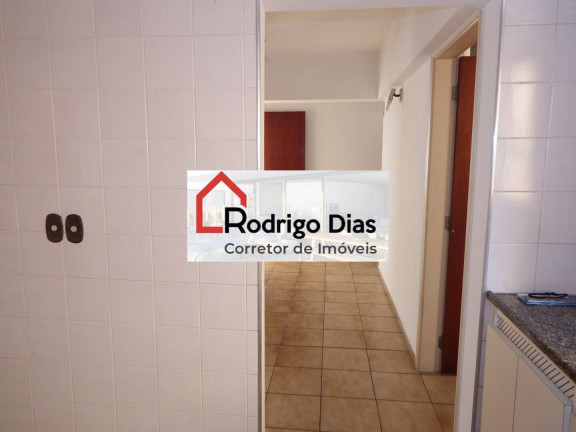 Rodrigo Dias
Corretor de Imóveis